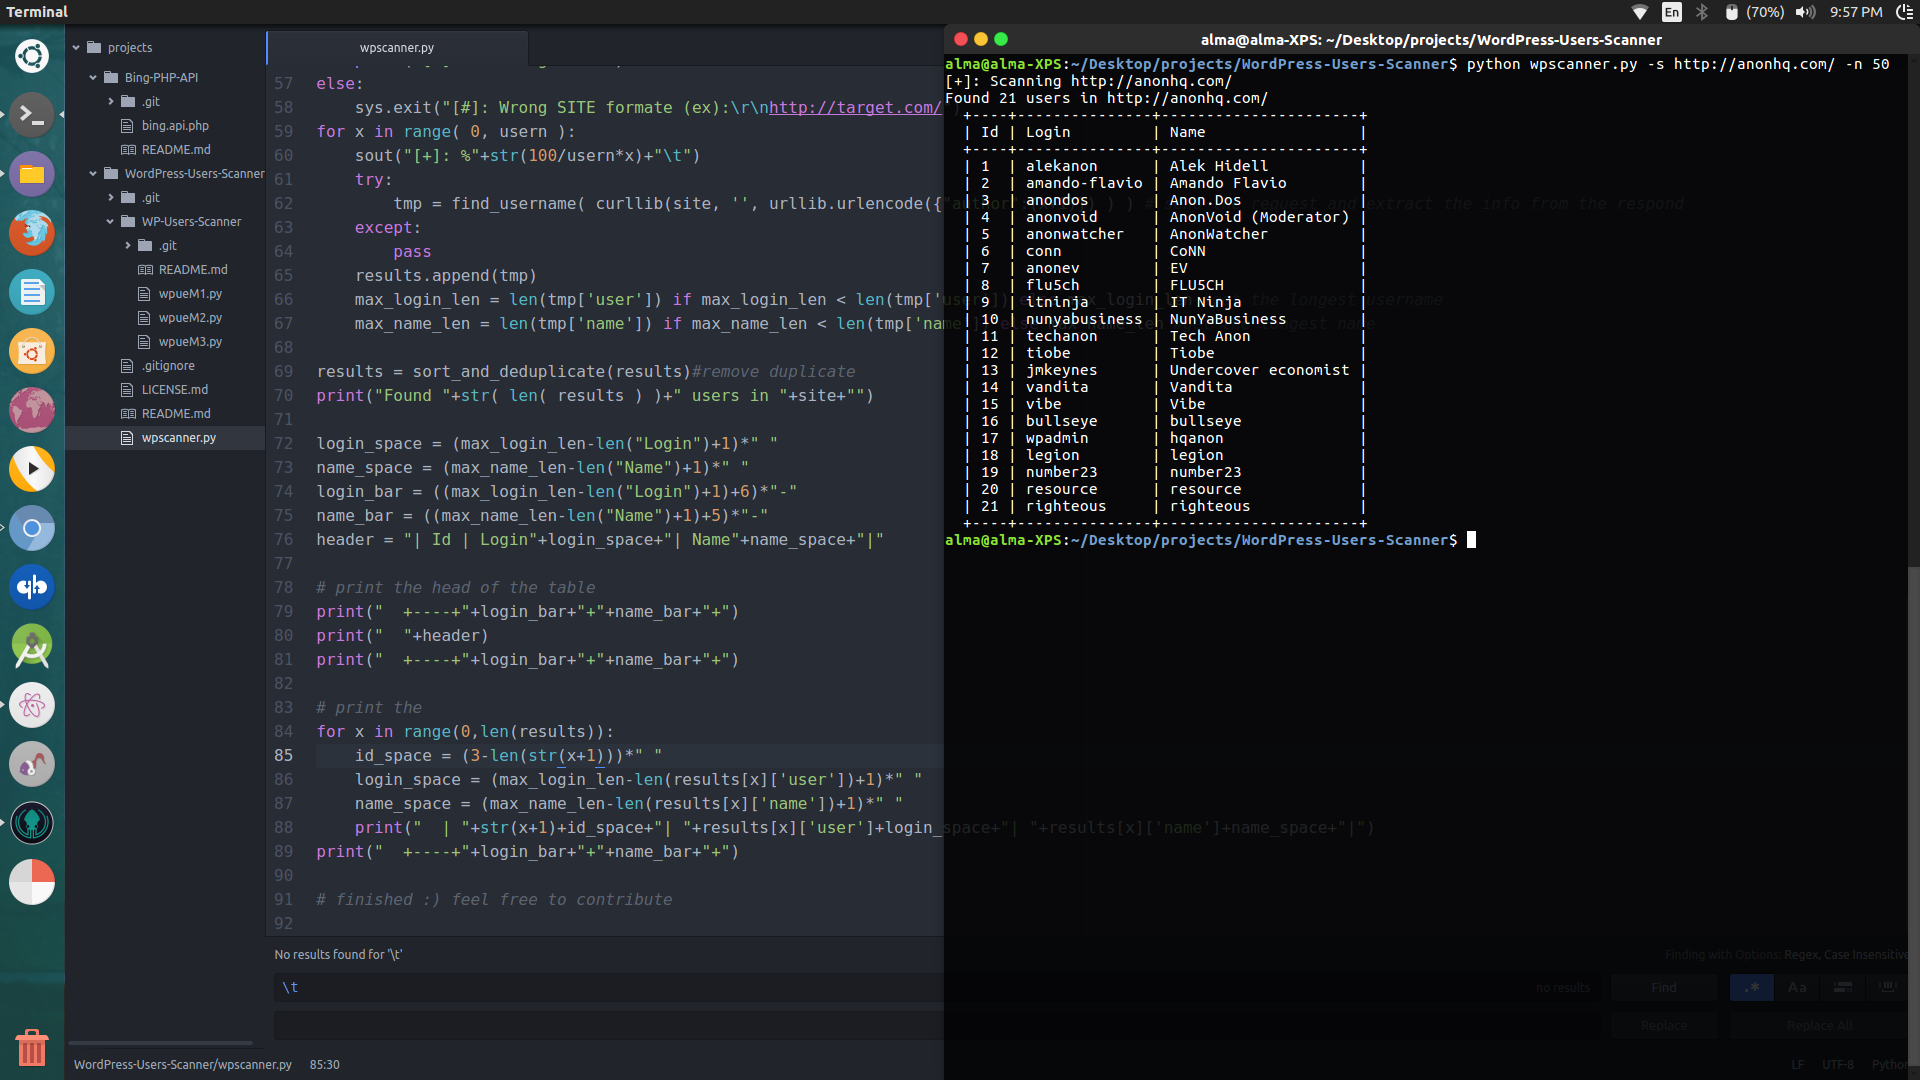 Terminal
En
(70%)
9:57 PM
projects
Bing-PHP-API
.git
bing.api.php
README.md
WordPress-Users-Scanner
.git
WP-Users-Scanner
.git
README.md
wpueM1.py
wpueM2.py
wpueM3.py
.gitignore
LICENSE.md
README.md
wpscanner.py
wpscanner.py
57 else:
58     sys.exit("[#]: Wrong SITE formate (ex):\r\nhttp://target.com/
59 for x in range( 0, usern ):
60     sout("[+]: %"+str(100/usern*x)+"\t")
61     try:
62         tmp = find_username( curllib(site, '', urllib.urlencode({"author": ) ) ) # request and extract the info from the respond
63     except:
64         pass
65     results.append(tmp)
66     max_login_len = len(tmp['user']) if max_login_len < len(tmp['user']) else max_login_len the longest username
67     max_name_len = len(tmp['name']) if max_name_len < len(tmp['name']) else max_name_len longest name
68
69 results = sort_and_deduplicate(results)#remove duplicate
70 print("Found "+str( len( results ) )+" users in "+site+"")
71
72 login_space = (max_login_len-len("Login")+1)*" "
73 name_space = (max_name_len-len("Name")+1)*" "
74 login_bar = ((max_login_len-len("Login")+1)+6)*"-"
75 name_bar = ((max_name_len-len("Name")+1)+5)*"-"
76 header = "| Id | Login"+login_space+"| Name"+name_space+"|"
77
78 # print the head of the table
79 print("  +----+"+login_bar+"+"+name_bar+"+")
80 print("  "+header)
81 print("  +----+"+login_bar+"+"+name_bar+"+")
82
83 # print the
84 for x in range(0,len(results)):
85     id_space = (3-len(str(x+1)))*" "
86     login_space = (max_login_len-len(results[x]['user'])+1)*" "
87     name_space = (max_name_len-len(results[x]['name'])+1)*" "
88     print("  | "+str(x+1)+id_space+"| "+results[x]['user']+login_space+"| "+results[x]['name']+name_space+"|")
89 print("  +----+"+login_bar+"+"+name_bar+"+")
90
91 # finished :) feel free to contribute
92
No results found for '\t'
Finding with Options: Regex, Case Insensitive
\t
no results
Find
.*
Aa
Replace
Replace All
WordPress-Users-Scanner/wpscanner.py 85:30
LF UTF-8 Python
alma@alma-XPS: ~/Desktop/projects/WordPress-Users-Scanner
alma@alma-XPS:~/Desktop/projects/WordPress-Users-Scanner$ python wpscanner.py -s http://anonhq.com/ -n 50
[+]: Scanning http://anonhq.com/
Found 21 users in http://anonhq.com/
+----+---------------+----------------------+
| Id | Login         | Name                 |
+----+---------------+----------------------+
| 1  | alekanon      | Alek Hidell          |
| 2  | amando-flavio | Amando Flavio        |
| 3  | anondos       | Anon.Dos             |
| 4  | anonvoid      | AnonVoid (Moderator) |
| 5  | anonwatcher   | AnonWatcher          |
| 6  | conn          | CoNN                 |
| 7  | anonev        | EV                   |
| 8  | flu5ch        | FLU5CH               |
| 9  | itninja       | IT Ninja             |
| 10 | nunyabusiness | NunYaBusiness        |
| 11 | techanon      | Tech Anon            |
| 12 | tiobe         | Tiobe                |
| 13 | jmkeynes      | Undercover economist |
| 14 | vandita       | Vandita              |
| 15 | vibe          | Vibe                 |
| 16 | bullseye      | bullseye             |
| 17 | wpadmin       | hqanon               |
| 18 | legion        | legion               |
| 19 | number23      | number23             |
| 20 | resource      | resource             |
| 21 | righteous     | righteous            |
+----+---------------+----------------------+
alma@alma-XPS:~/Desktop/projects/WordPress-Users-Scanner$